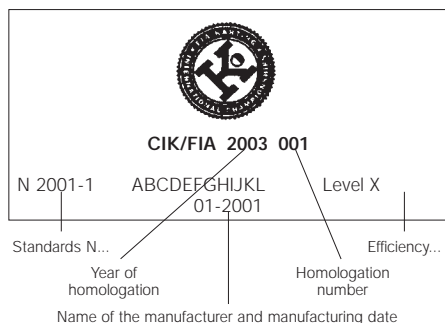 CIK/FIA 2003 001
N 2001-1 ABCDEFGHIJKL Level X
01-2001
Standards N... Efficiency...
Year of homologation
Homologation number
Name of the manufacturer and manufacturing date